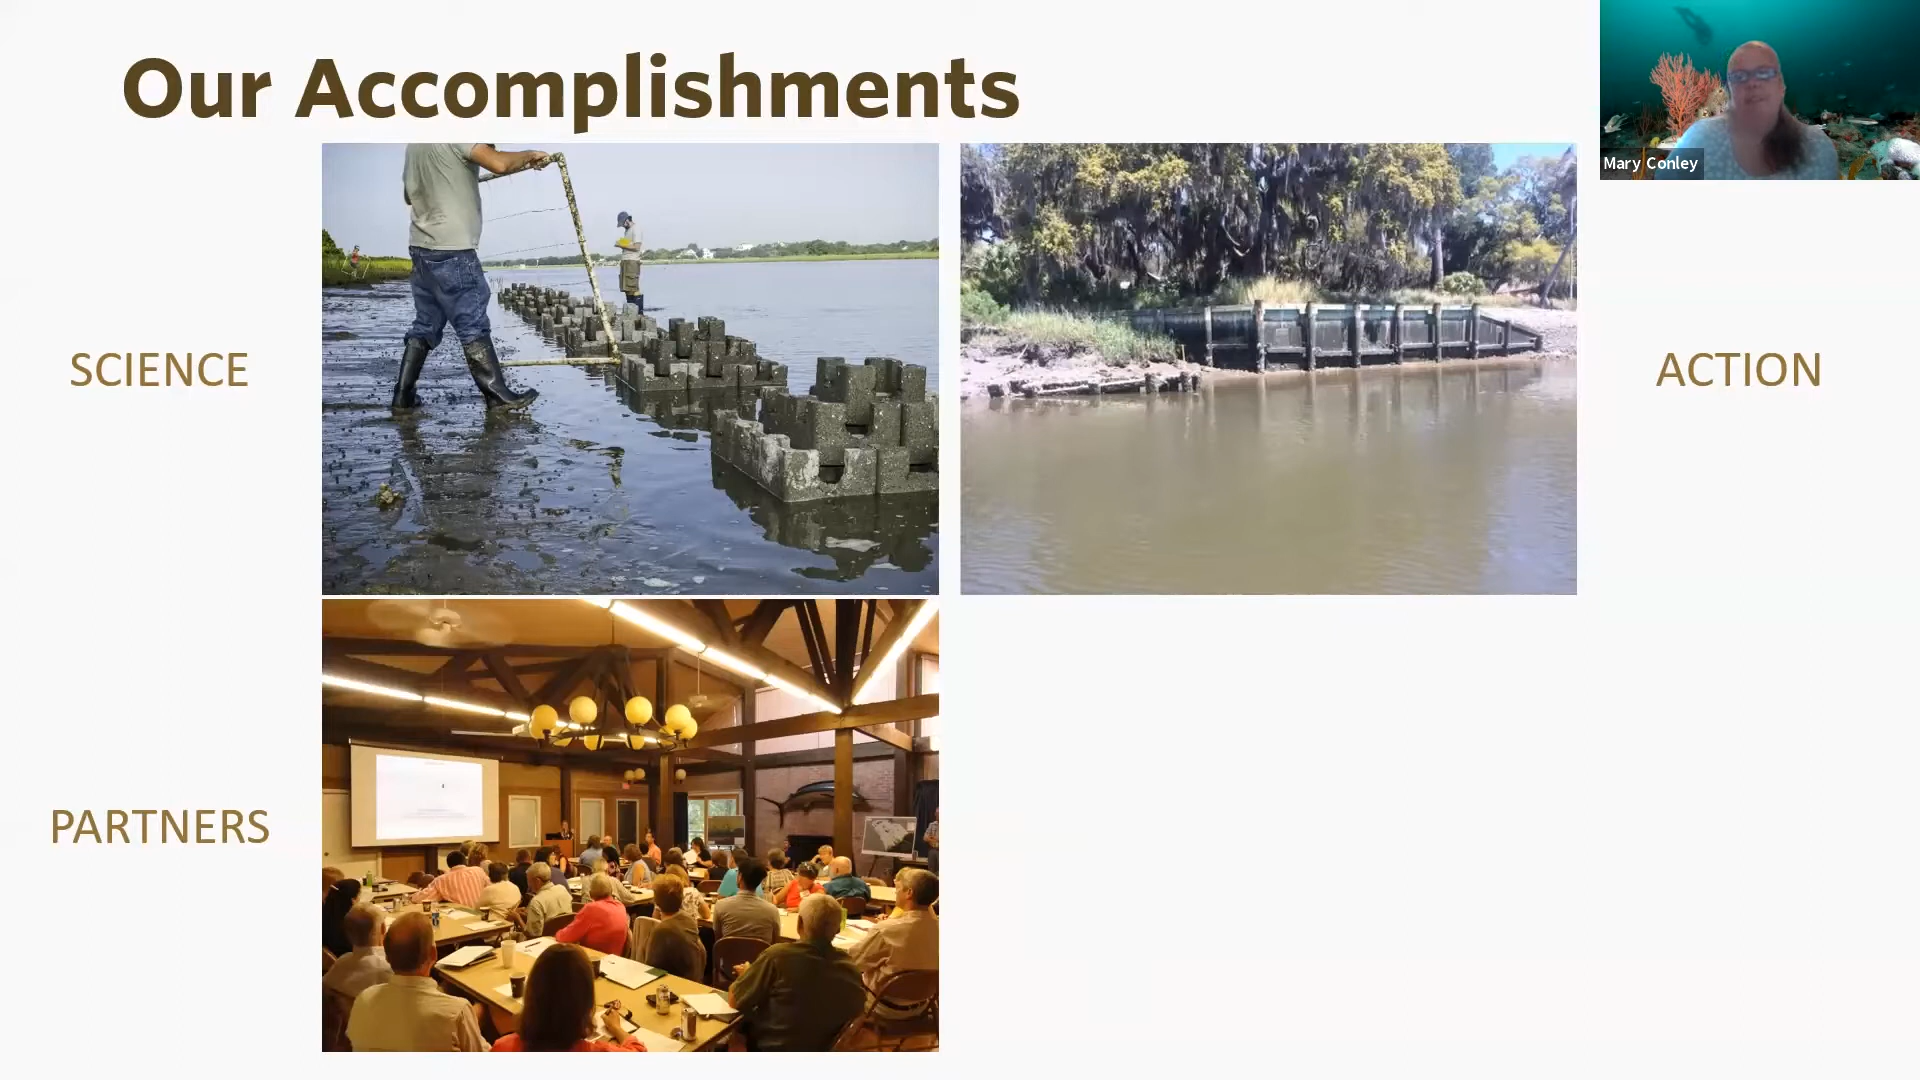 Our Accomplishments
Mary Conley
SCIENCE
ACTION
PARTNERS